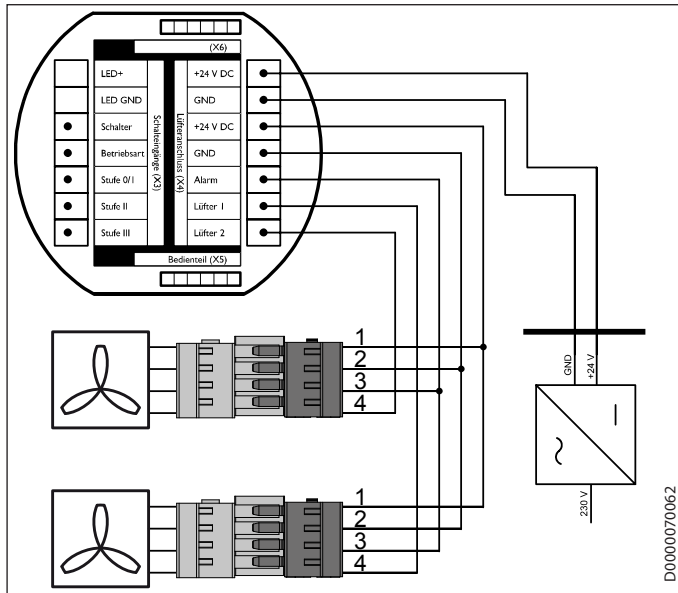 (X6)
LED+
+24 V DC
LED GND
GND
Schalter
+24 V DC
Betriebsart
GND
Stufe 0/I
Alarm
Stufe II
Lüfter 1
Stufe III
Lüfter 2
Schalteingänge (X3)
Lüfteranschluss (X4)
Bedienteil (X5)
1
2
3
4
1
2
3
4
GND
+24 V
230 V
D0000070062